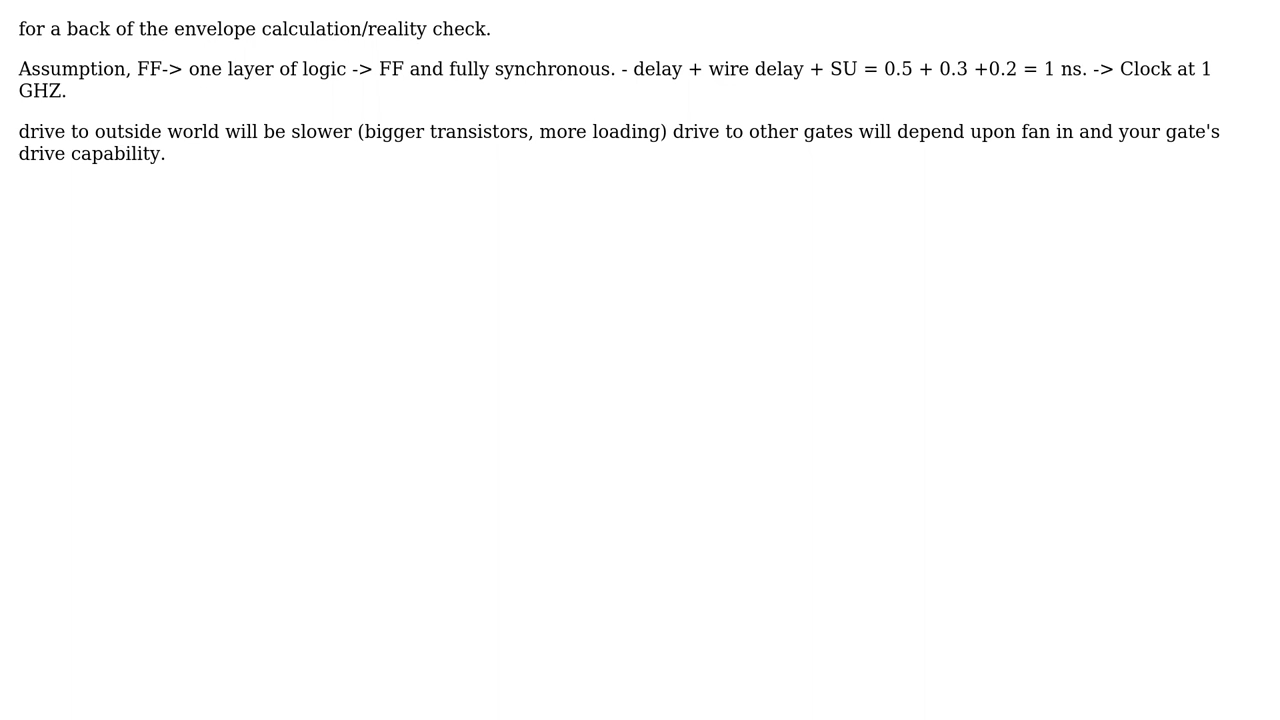 for a back of the envelope calculation/reality check.
Assumption, FF-> one layer of logic -> FF and fully synchronous. - delay + wire delay + SU = 0.5 + 0.3 +0.2 = 1 ns. -> Clock at 1
GHZ.
drive to outside world will be slower (bigger transistors, more loading) drive to other gates will depend upon fan in and your gate's
drive capability.